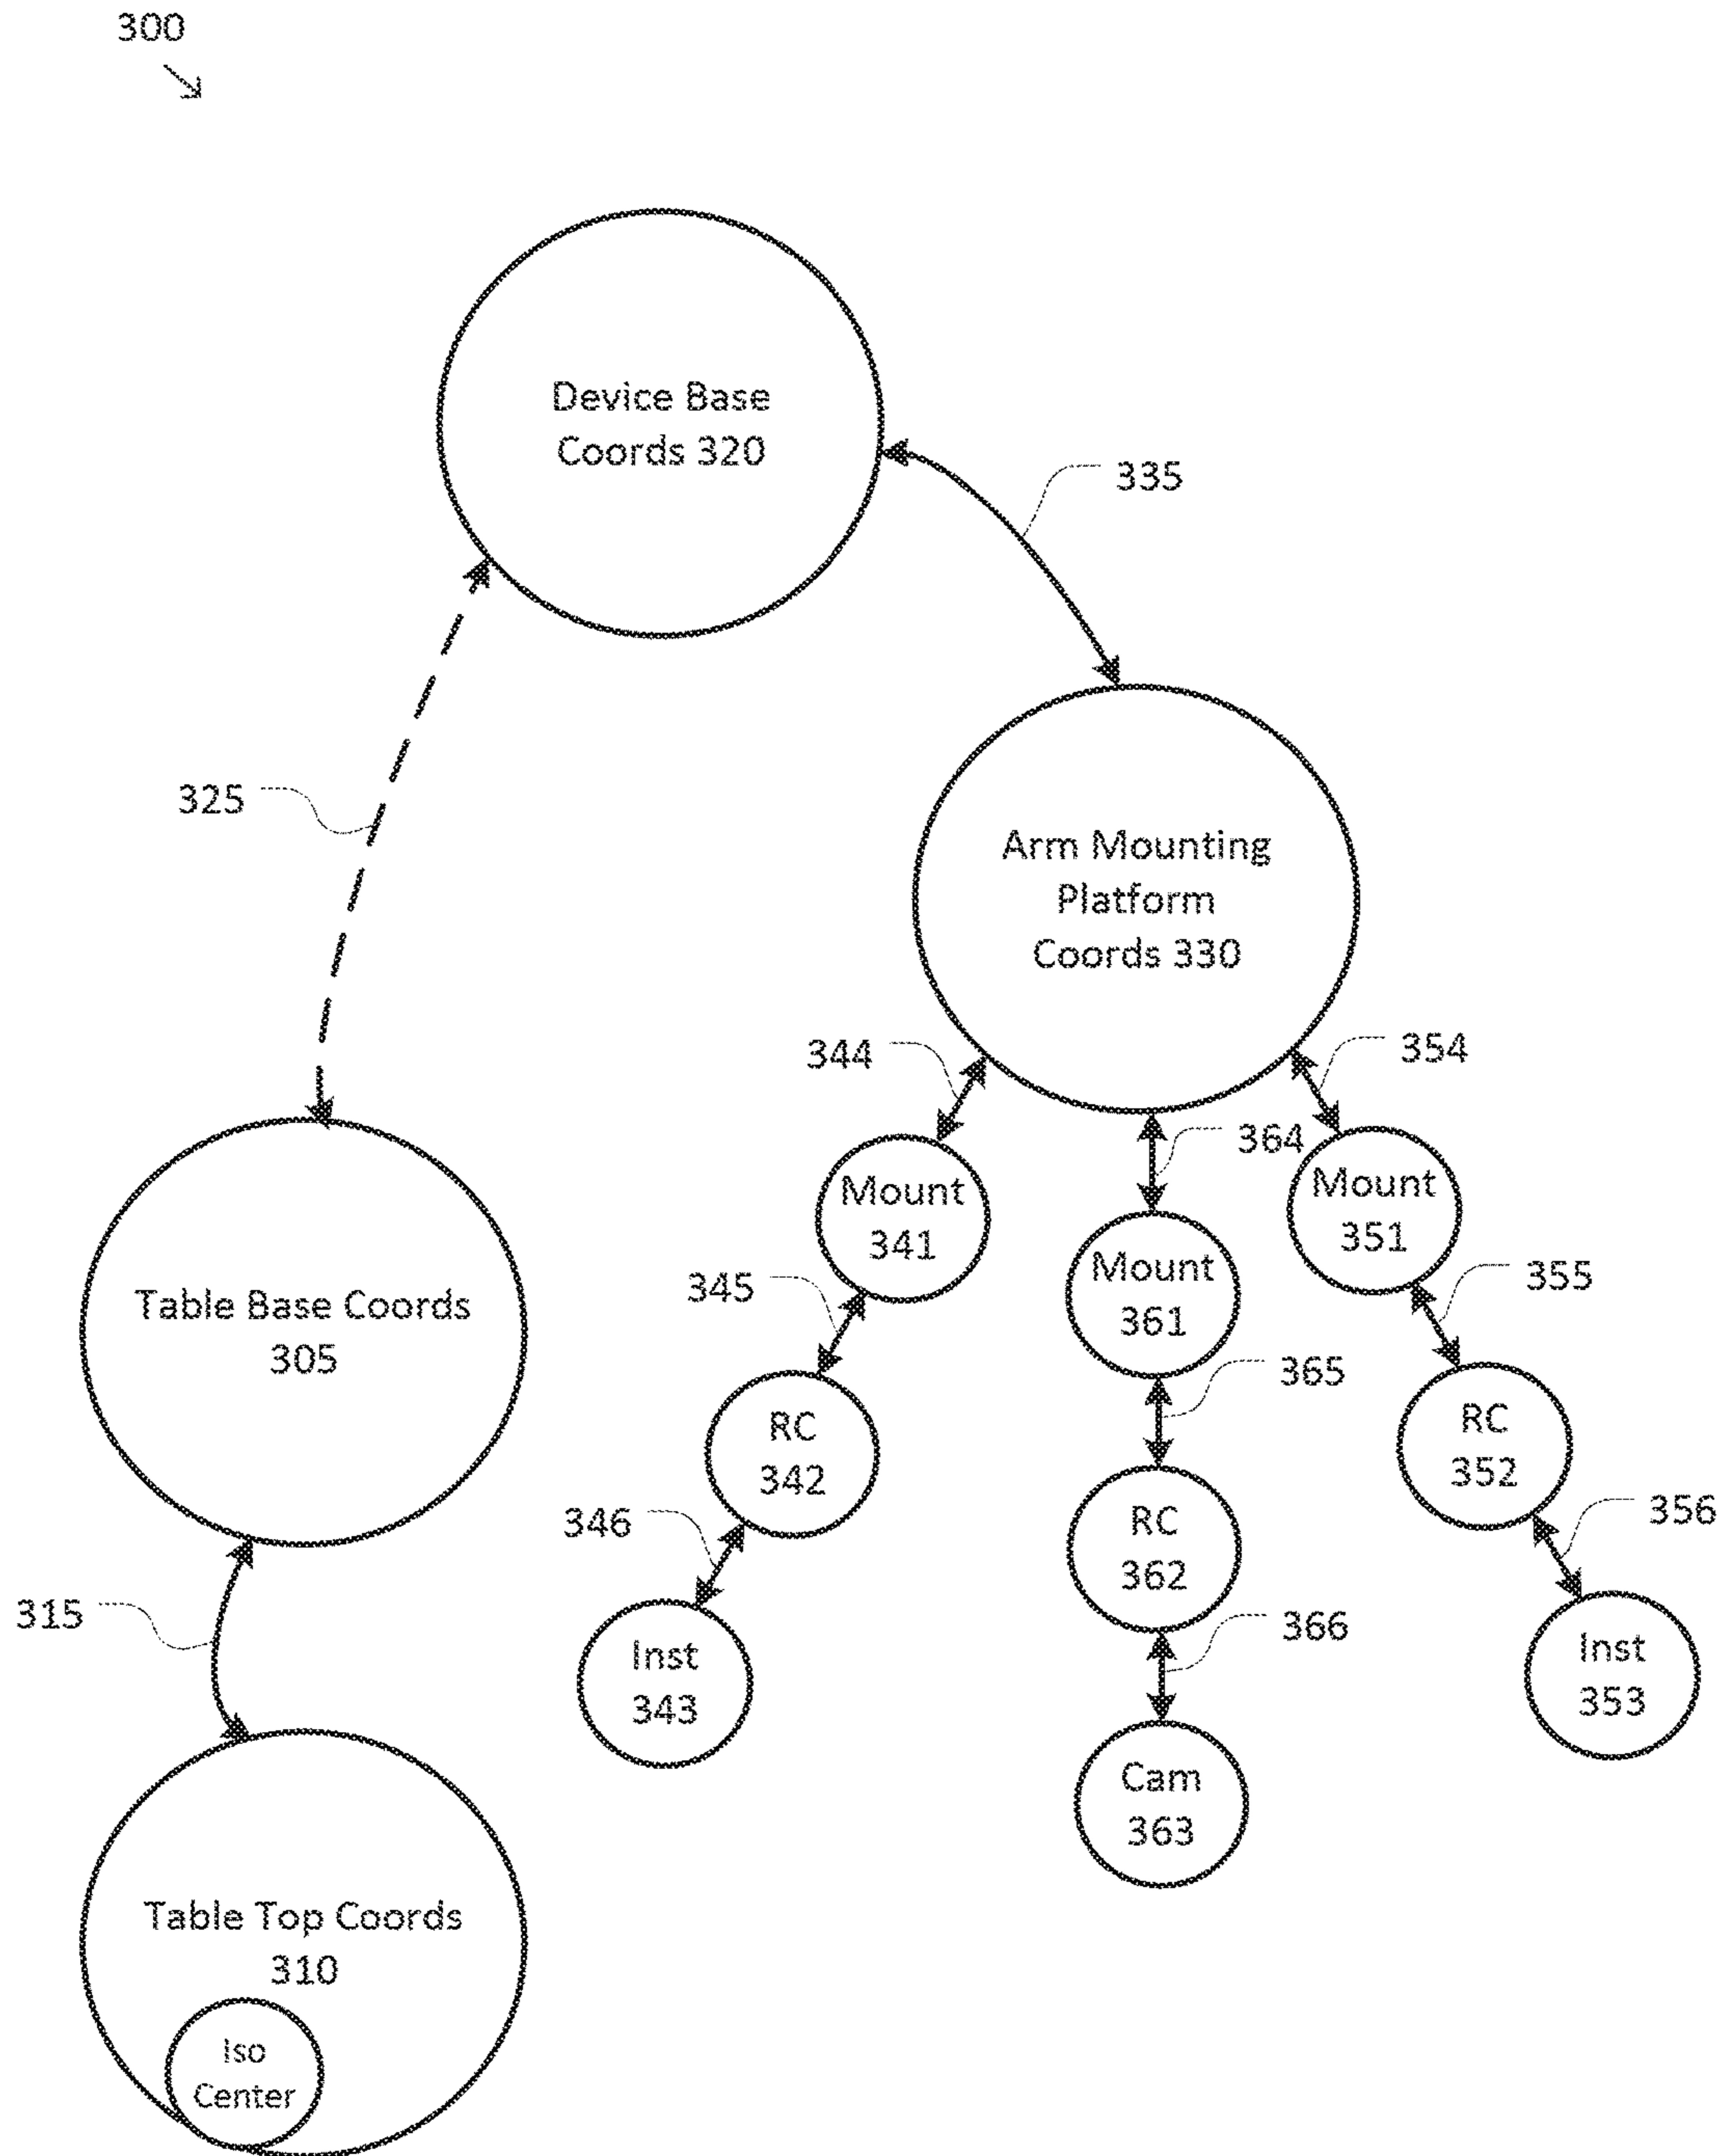 300
Device Base
Coords 320
335
325
Arm Mounting
Platform
Coords 330
344
354
364
Mount
341
Mount
351
Mount
361
Table Base Coords
305
345
355
365
RC
342
RC
352
RC
362
346
356
315
366
Inst
343
Inst
353
Cam
363
Table Top Coords
310
Iso
Center